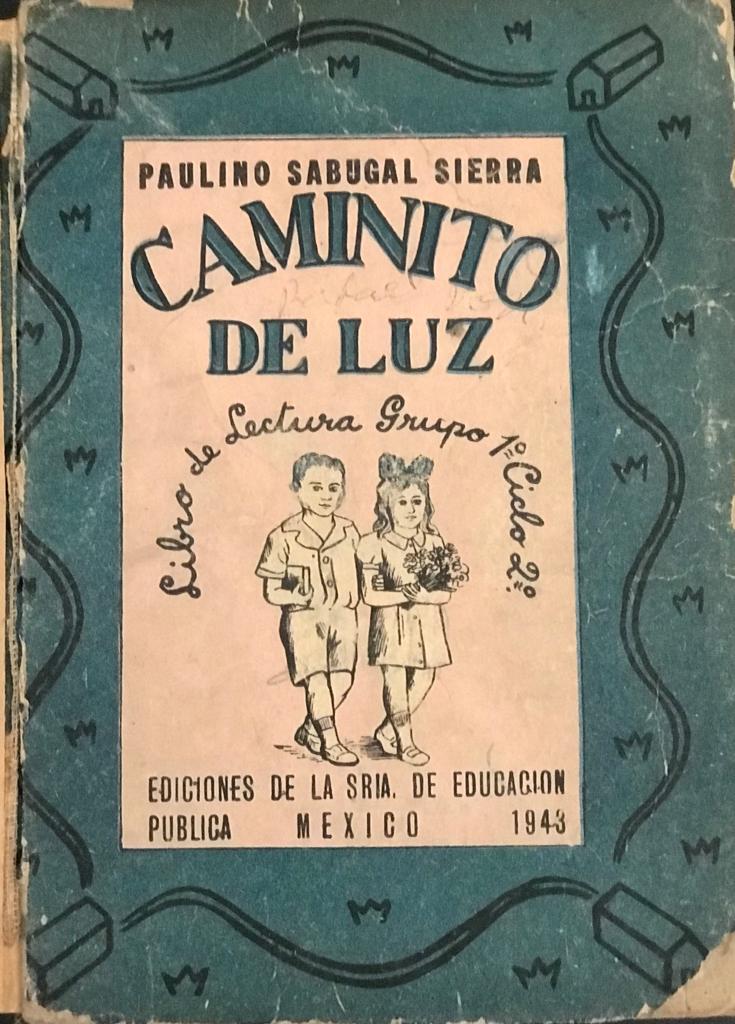 PAULINO SABUGAL SIERRA
CAMINITO
DE LUZ
Libro de Lectura Grupo 1º Ciclo 2º
EDICIONES DE LA SRIA. DE EDUCACION
PUBLICA MEXICO 1943